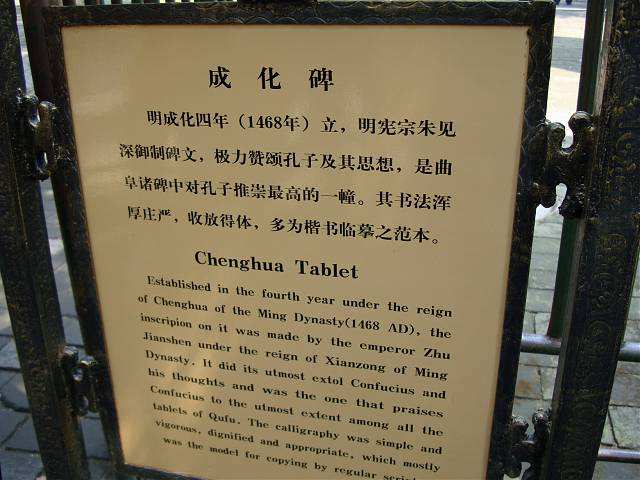 成化碑
明成化四年（1468年）立，明宪宗朱见
深御制碑文，极力赞颂孔子及其思想，是曲
阜诸碑中对孔子推崇最高的一幢。其书法浑
厚庄严，收放得体，多为楷书临摹之范本。
Chenghua Tablet
Established in the fourth year under the reign
of Chenghua of the Ming Dynasty(1468 AD), the
inscripion on it was made by the emperor Zhu
Jianshen under the reign of Xianzong of Ming
Dynasty. It did its utmost extol Confucius and
his thoughts and was the one that praises
Confucius to the utmost extent among all the
tablets of Qufu. The calligraphy was simple and
vigorous, dignified and appropriate, which mostly
was the model for copying by regular